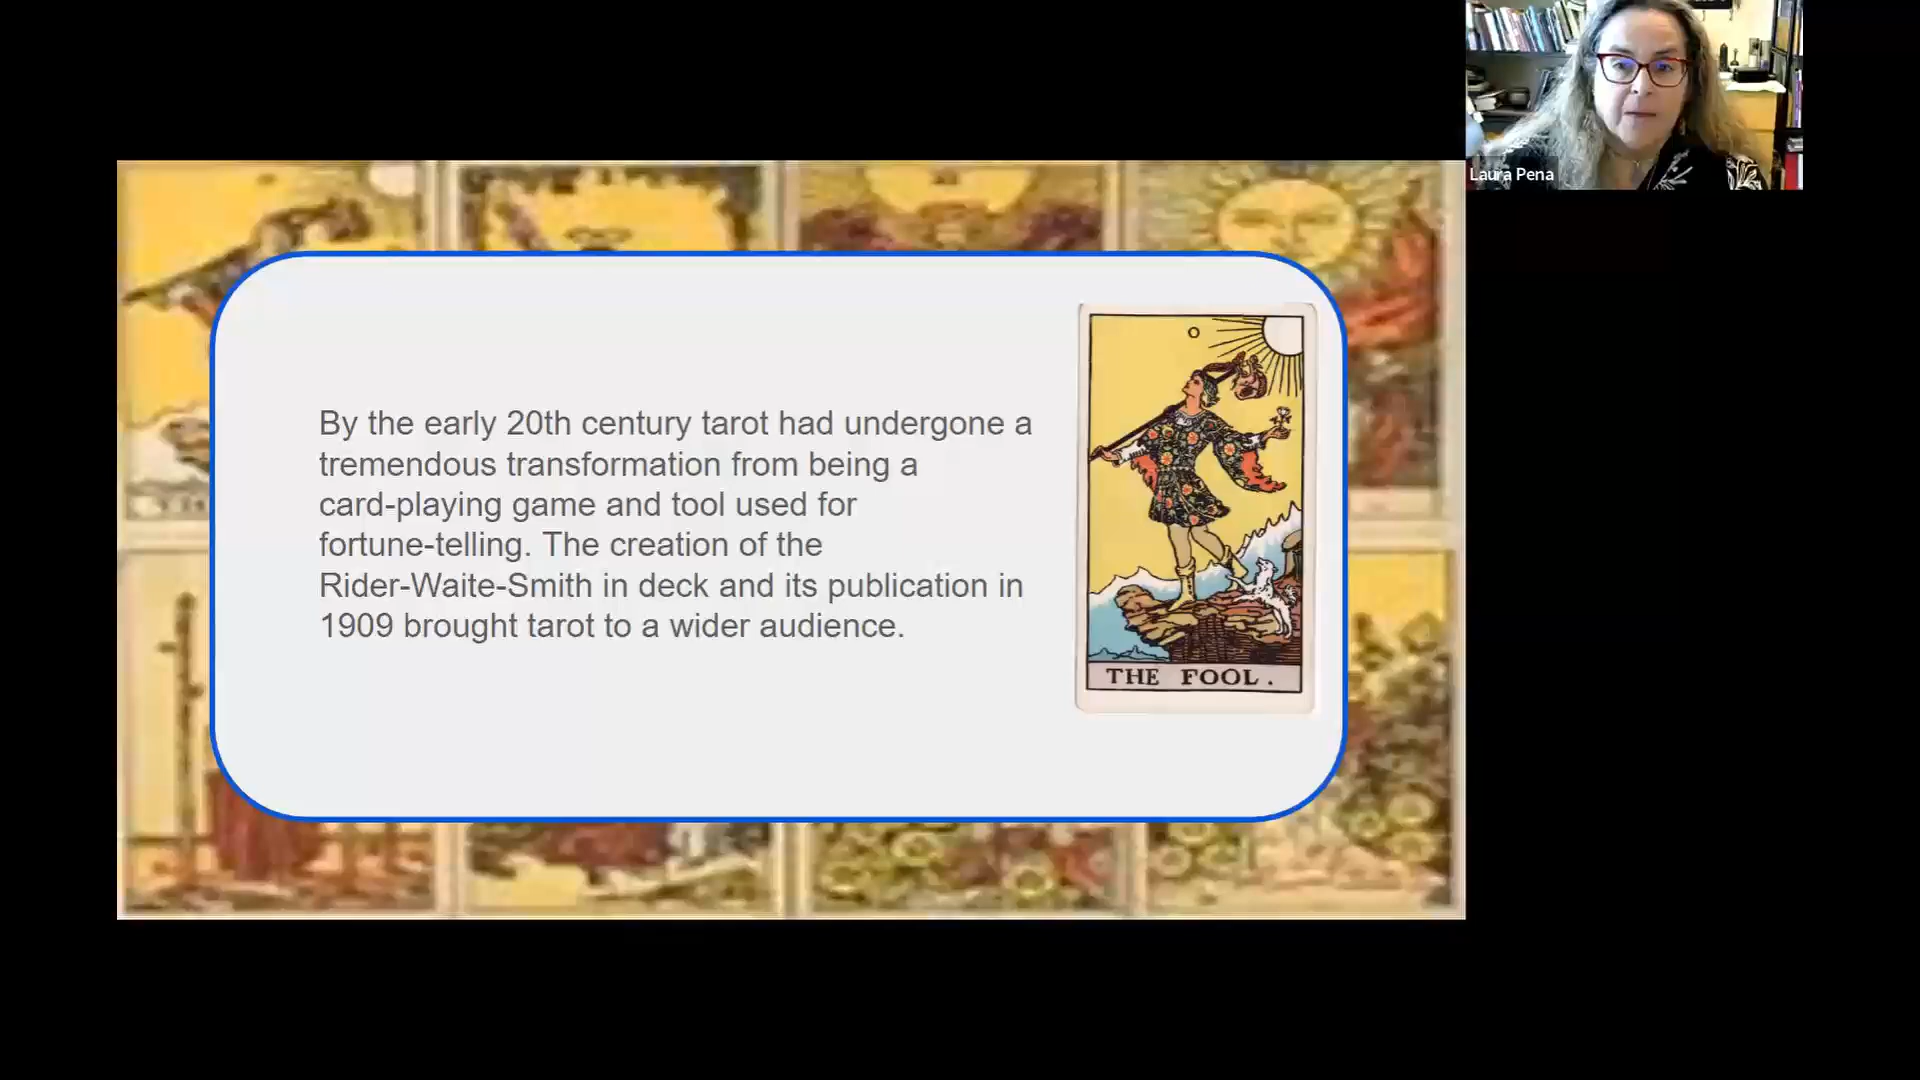 Laura Pena
By the early 20th century tarot had undergone a
tremendous transformation from being a
card-playing game and tool used for
fortune-telling. The creation of the
Rider-Waite-Smith in deck and its publication in
1909 brought tarot to a wider audience.
THE FOOL.